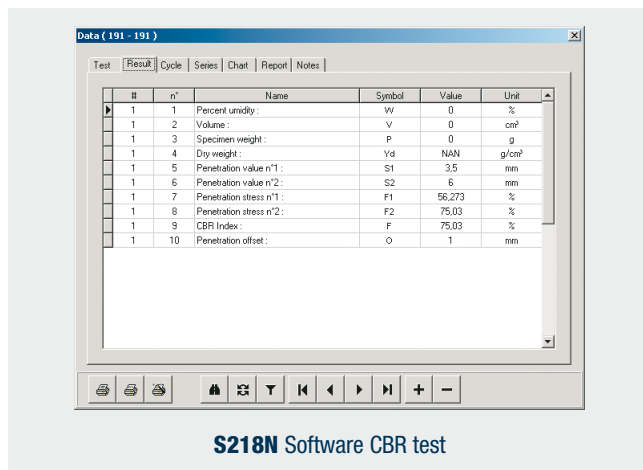 Data ( 191 - 191 )
Test Result Cycle Series Chart Report Notes
# n° Name Symbol Value Unit
1 1 Percent umidity : W 0 %
1 2 Volume : V 0 cm³
1 3 Specimen weight : P 0 g
1 4 Dry weight : Yd NAN g/cm³
1 5 Penetration value n°1 : S1 3,5 mm
1 6 Penetration value n°2 : S2 6 mm
1 7 Penetration stress n°1 : F1 56,273 %
1 8 Penetration stress n°2 : F2 75,03 %
1 9 CBR Index : F 75,03 %
1 10 Penetration offset : O 1 mm
S218N Software CBR test